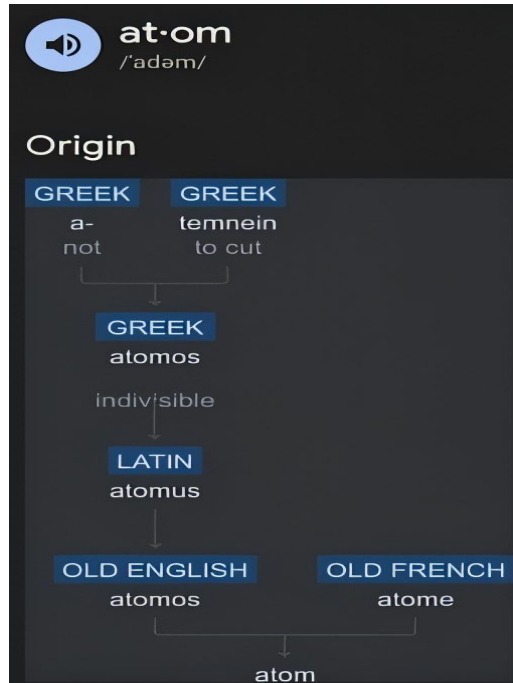 at·om
/ˈadəm/
Origin
GREEK GREEK
a- temnein
not to cut
GREEK
atomos
indivisible
LATIN
atomus
OLD ENGLISH OLD FRENCH
atomos atome
atom